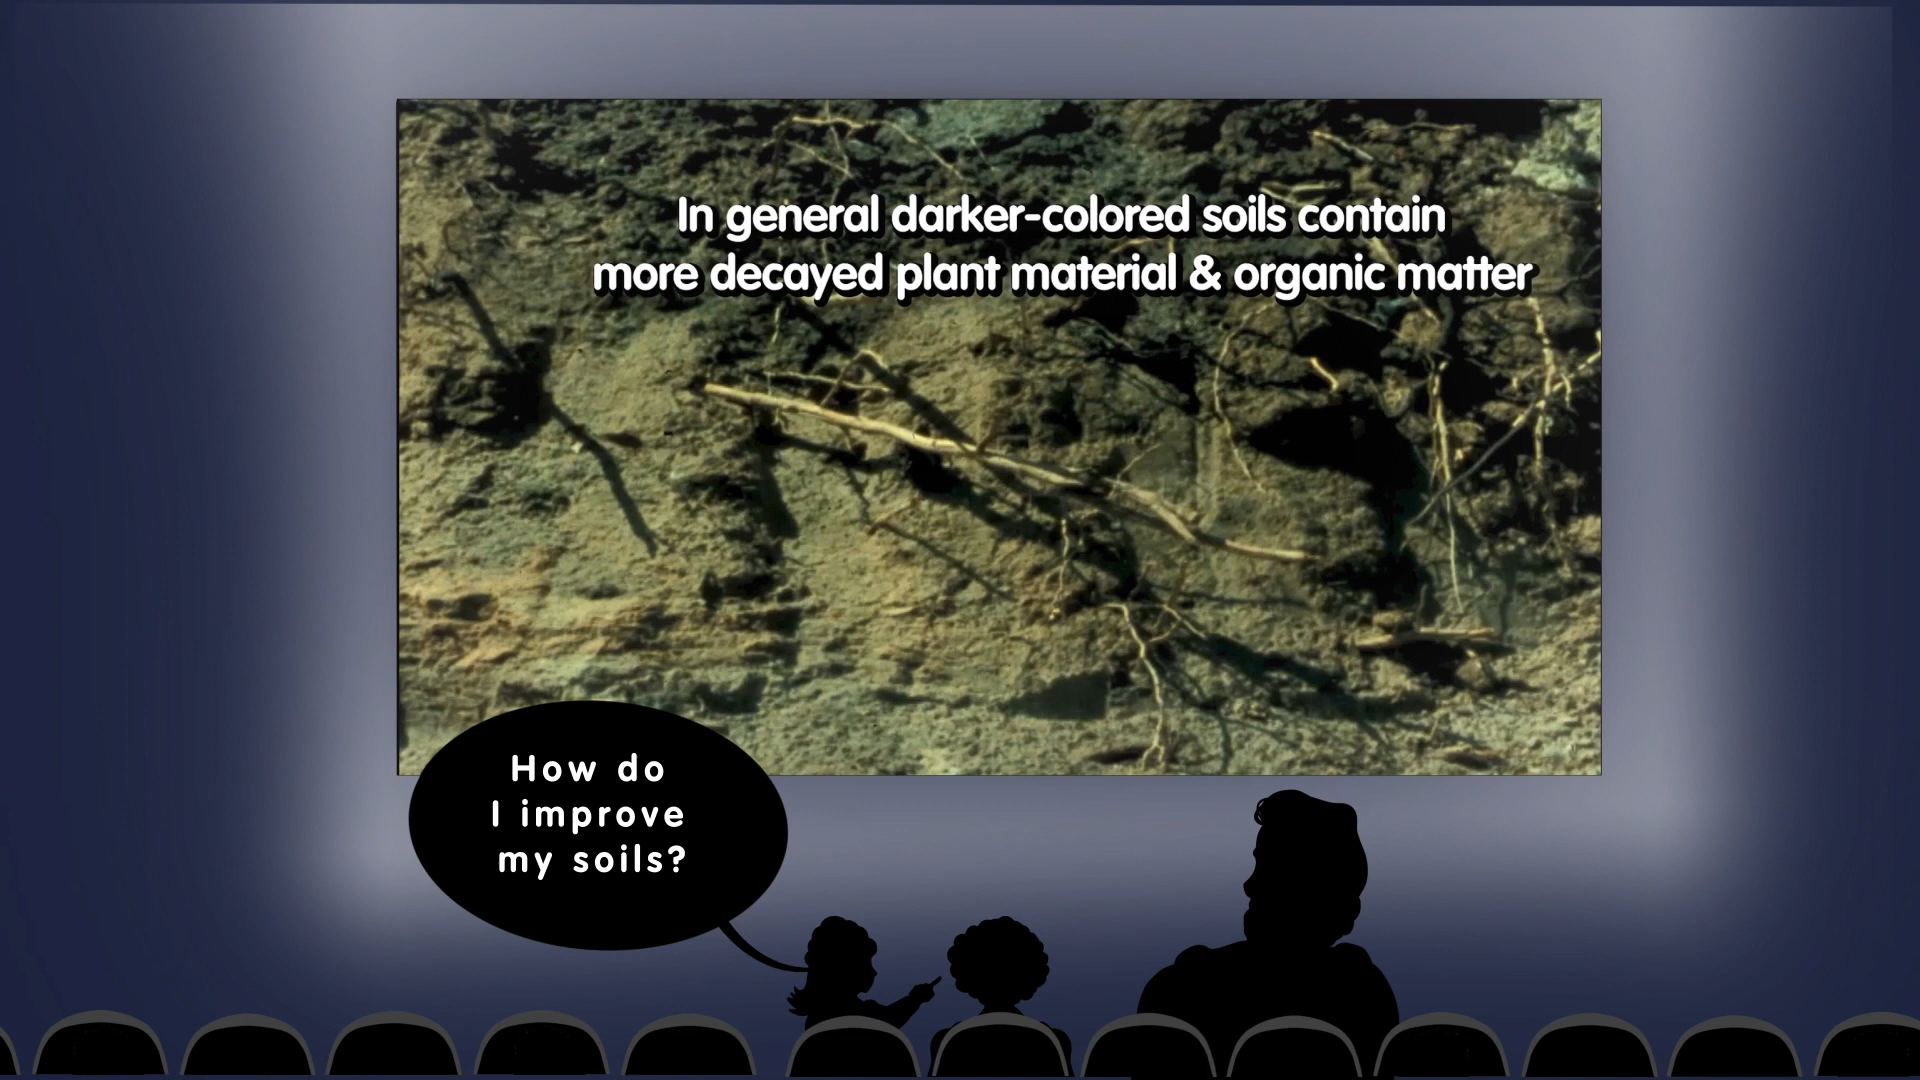 In general darker-colored soils contain
more decayed plant material & organic matter
How do
I improve
my soils?